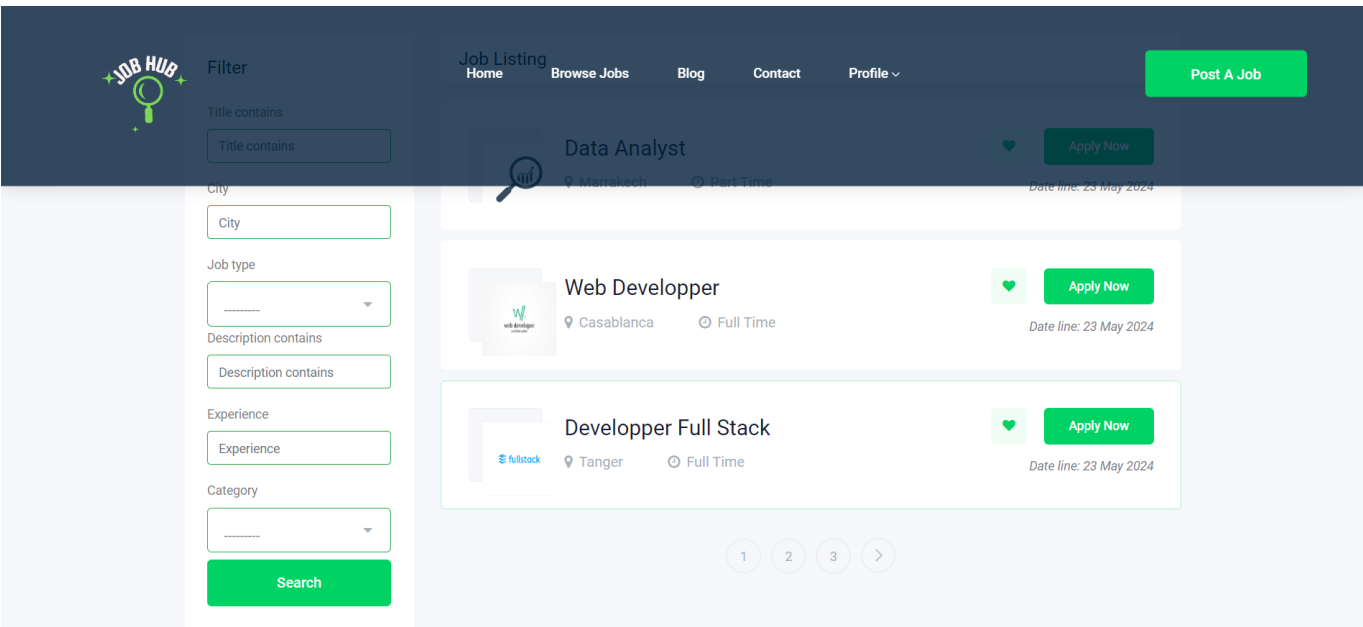 JOB HUB
Home
Browse Jobs
Blog
Contact
Profile
Post A Job
Filter
Title contains
Title contains
City
City
Job type
---------
Description contains
Description contains
Experience
Experience
Category
---------
Search
Job Listing
Data Analyst
Marrakech
Part Time
Apply Now
Date line: 23 May 2024
W.
web developer
Web Developper
Casablanca
Full Time
Apply Now
Date line: 23 May 2024
fullstack
Developper Full Stack
Tanger
Full Time
Apply Now
Date line: 23 May 2024
1
2
3